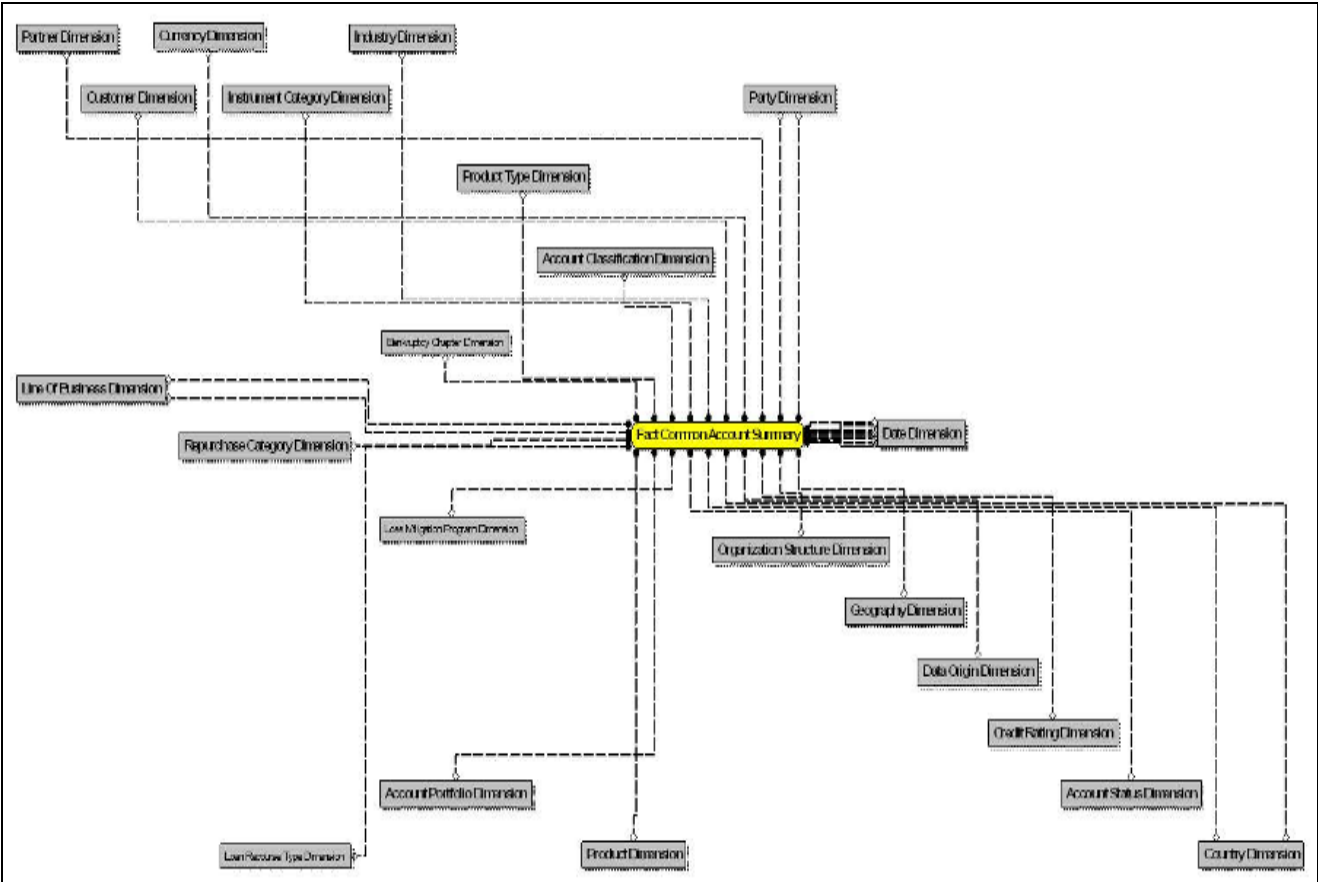 Partner Dimension
Currency Dimension
Industry Dimension
Customer Dimension
Instrument Category Dimension
Party Dimension
Product Type Dimension
Account Classification Dimension
Bankruptcy Chapter Dimension
Line Of Business Dimension
Repurchase Category Dimension
Fact Common Account Summary
Date Dimension
Loss Mitigation Program Dimension
Organization Structure Dimension
Geography Dimension
Data Origin Dimension
Credit Rating Dimension
Account Portfolio Dimension
Account Status Dimension
Loan Recourse Type Dimension
Product Dimension
Country Dimension